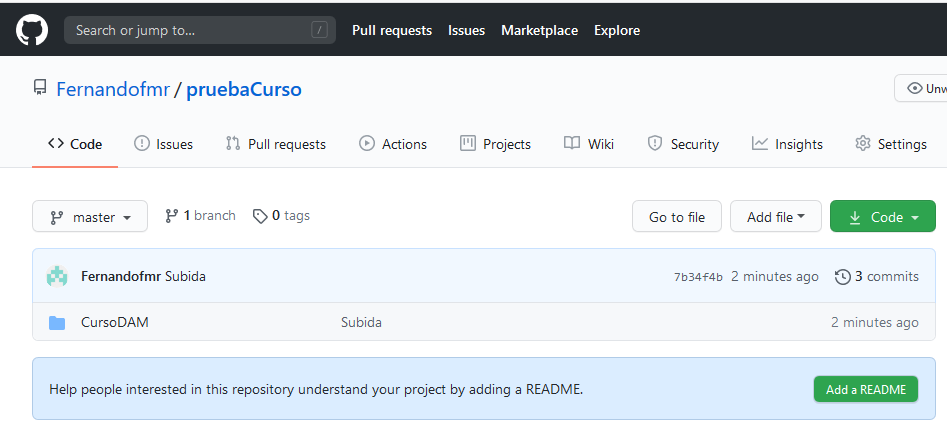 Search or jump to... / Pull requests Issues Marketplace Explore
Fernandofmr / pruebaCurso
Code Issues Pull requests Actions Projects Wiki Security Insights Settings
master 1 branch 0 tags Go to file Add file Code
Fernandofmr Subida 7b34f4b 2 minutes ago 3 commits
CursoDAM Subida 2 minutes ago
Help people interested in this repository understand your project by adding a README. Add a README